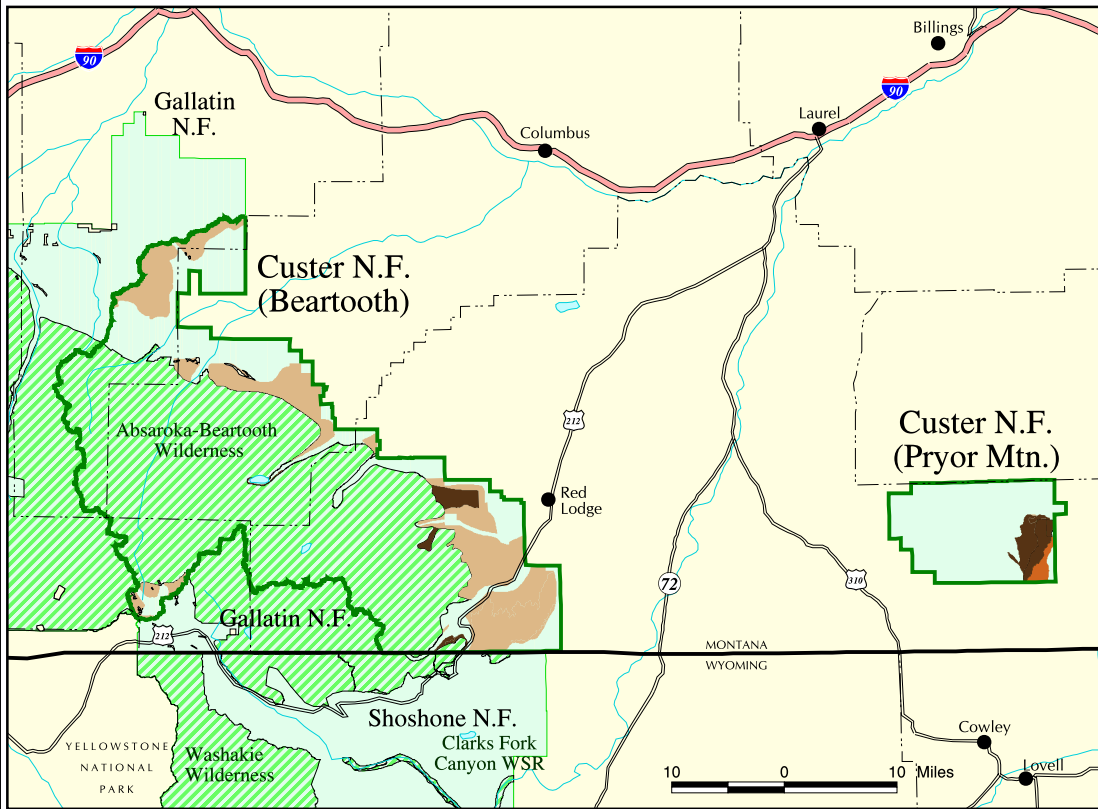 Billings
90
90
Gallatin
N.F.
Laurel
Columbus
Custer N.F.
(Beartooth)
212
Custer N.F.
(Pryor Mtn.)
Absaroka-Beartooth
Wilderness
Red
Lodge
72
310
Gallatin N.F.
212
MONTANA
WYOMING
Shoshone N.F.
Clarks Fork
Canyon WSR
Cowley
YELLOWSTONE
NATIONAL
PARK
Washakie
Wilderness
Lovell
10 0 10 Miles